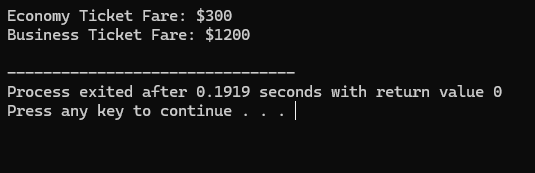 Economy Ticket Fare: $300
Business Ticket Fare: $1200
--------------------------------
Process exited after 0.1919 seconds with return value 0
Press any key to continue . . .